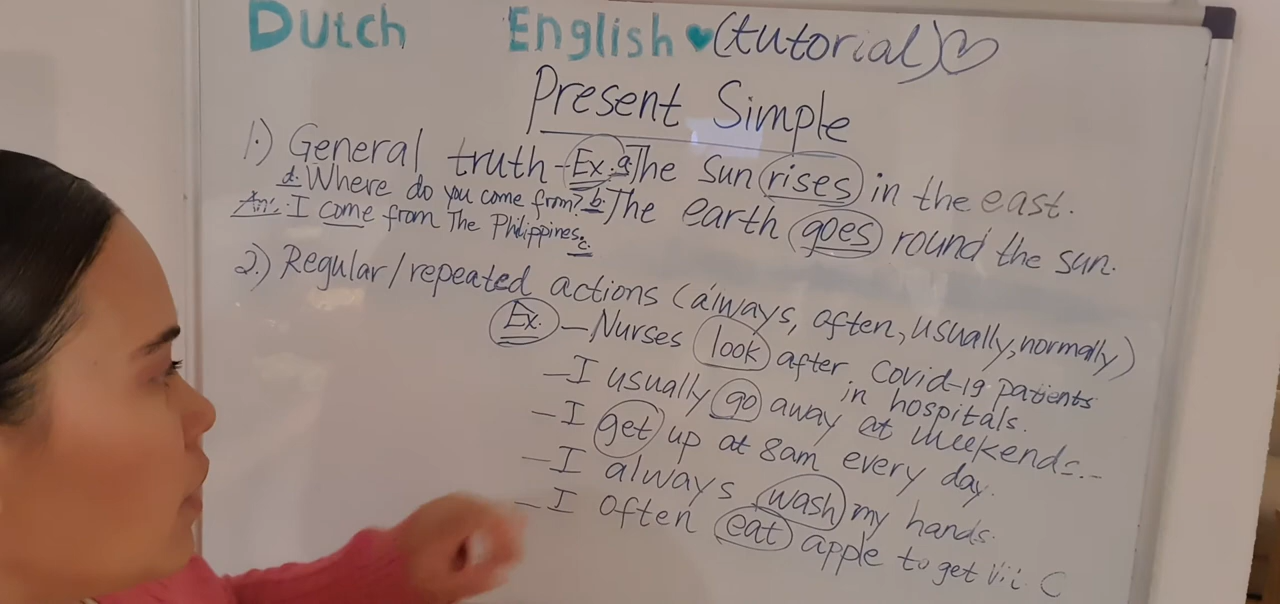 Dutch English (tutorial)
Present Simple
1.) General truth - Ex. a. The sun rises in the east.
d. Where do you come from? b. The earth goes round the sun.
Ans: I come from The Philippines c.
2.) Regular/repeated actions (always, often, usually, normally)
Ex. - Nurses look after Covid-19 patients
in hospitals.
- I usually go away at weekends.
- I get up at 8am every day.
- I always wash my hands.
- I often eat apple to get C